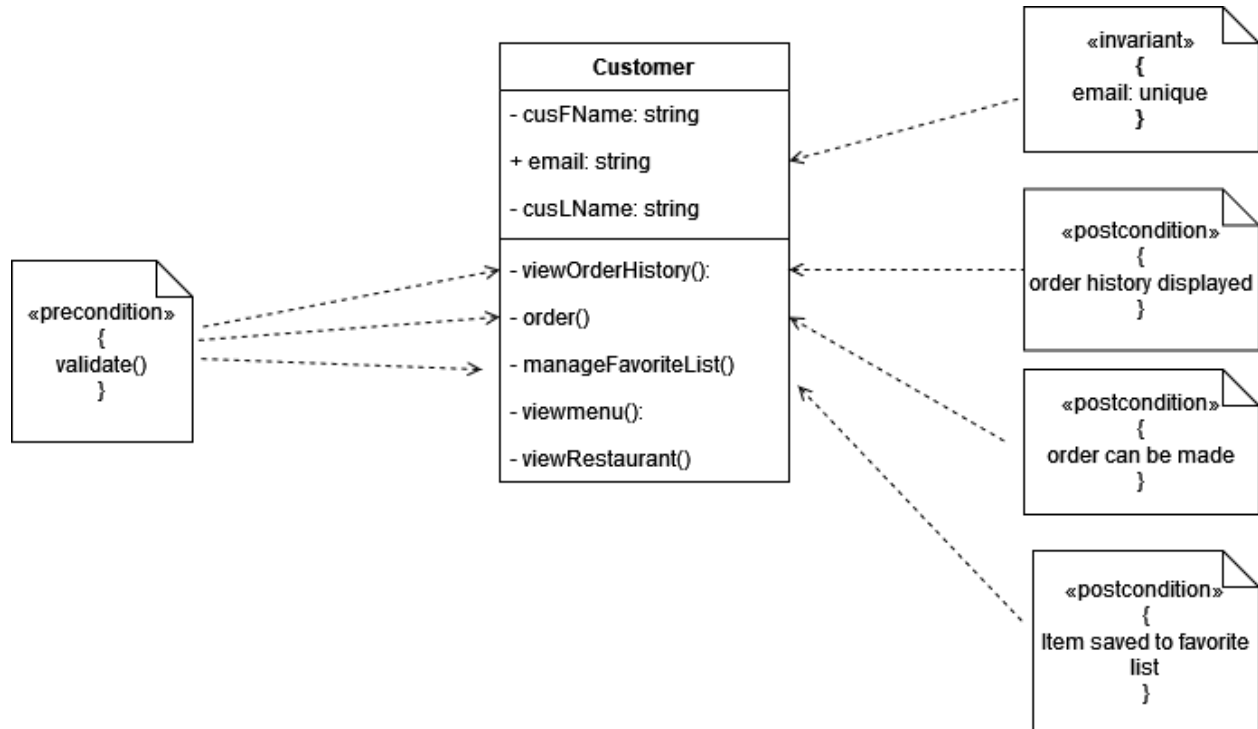 Customer
- cusFName: string
+ email: string
- cusLName: string
- viewOrderHistory():
- order()
- manageFavoriteList()
- viewmenu():
- viewRestaurant()
«precondition»
{
validate()
}
«invariant»
{
email: unique
}
«postcondition»
{
order history displayed
}
«postcondition»
{
order can be made
}
«postcondition»
{
Item saved to favorite
list
}